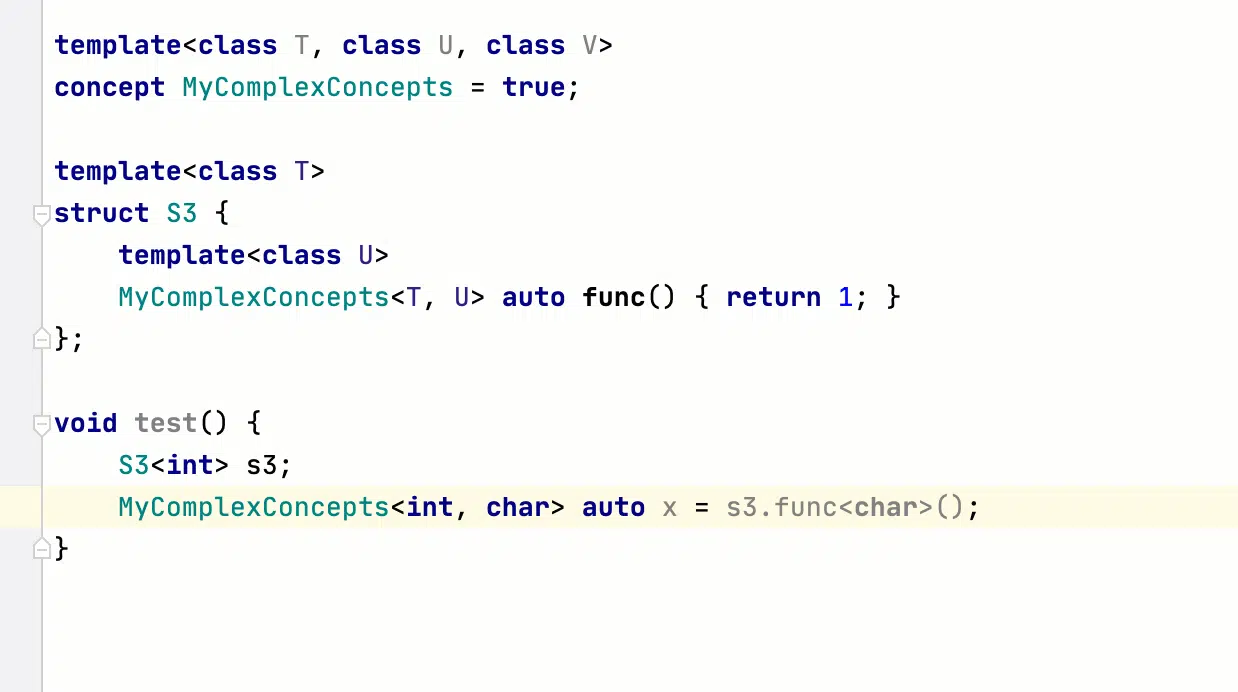 template<class T, class U, class V>
concept MyComplexConcepts = true;

template<class T>
struct S3 {
    template<class U>
    MyComplexConcepts<T, U> auto func() { return 1; }
};

void test() {
    S3<int> s3;
    MyComplexConcepts<int, char> auto x = s3.func<char>();
}